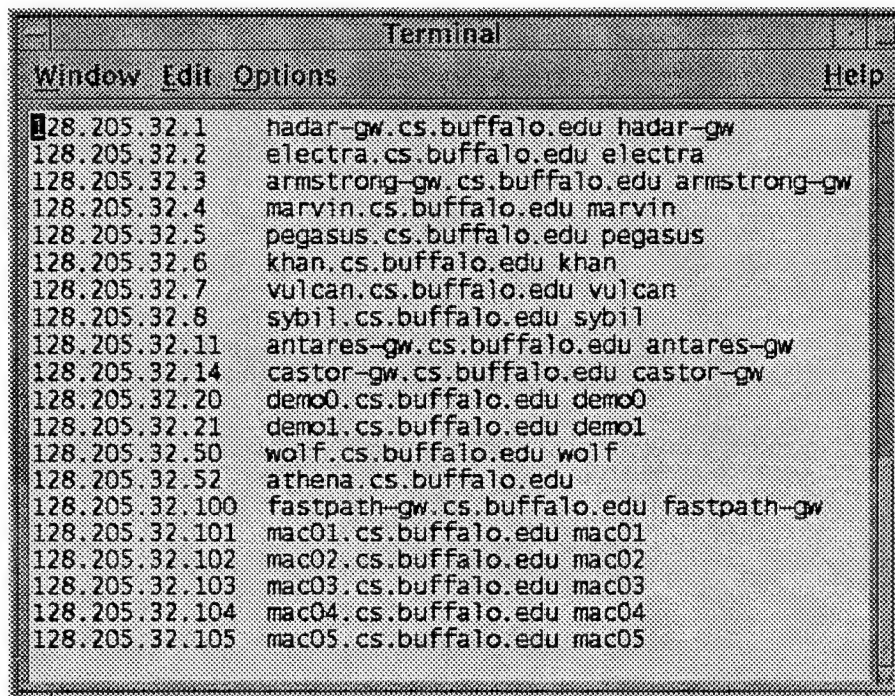 Terminal
Window Edit Options Help
128.205.32.1 hadar-gw.cs.buffalo.edu hadar-gw
128.205.32.2 electra.cs.buffalo.edu electra
128.205.32.3 armstrong-gw.cs.buffalo.edu armstrong-gw
128.205.32.4 marvin.cs.buffalo.edu marvin
128.205.32.5 pegasus.cs.buffalo.edu pegasus
128.205.32.6 khan.cs.buffalo.edu khan
128.205.32.7 vulcan.cs.buffalo.edu vulcan
128.205.32.8 sybil.cs.buffalo.edu sybil
128.205.32.11 antares-gw.cs.buffalo.edu antares-gw
128.205.32.14 castor-gw.cs.buffalo.edu castor-gw
128.205.32.20 demo0.cs.buffalo.edu demo0
128.205.32.21 demo1.cs.buffalo.edu demo1
128.205.32.50 wolf.cs.buffalo.edu wolf
128.205.32.52 athena.cs.buffalo.edu
128.205.32.100 fastpath-gw.cs.buffalo.edu fastpath-gw
128.205.32.101 mac01.cs.buffalo.edu mac01
128.205.32.102 mac02.cs.buffalo.edu mac02
128.205.32.103 mac03.cs.buffalo.edu mac03
128.205.32.104 mac04.cs.buffalo.edu mac04
128.205.32.105 mac05.cs.buffalo.edu mac05